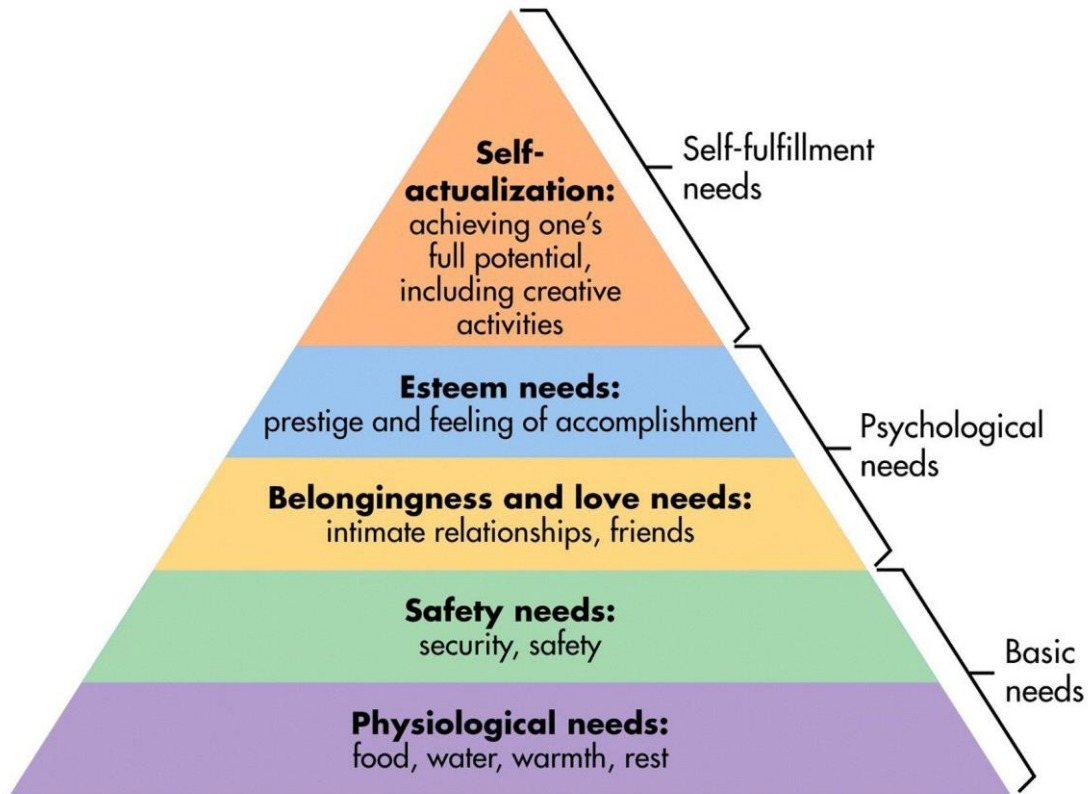 Self-
actualization:
achieving one's
full potential,
including creative
activities
Self-fulfillment
needs
Esteem needs:
prestige and feeling of accomplishment
Belongingness and love needs:
intimate relationships, friends
Psychological
needs
Safety needs:
security, safety
Physiological needs:
food, water, warmth, rest
Basic
needs